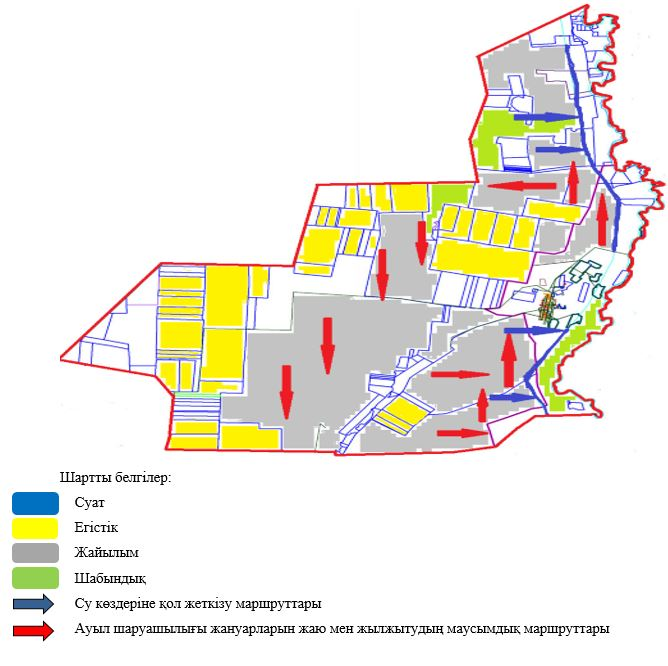 Шартты белгілер:
Суат
Егістік
Жайылым
Шабындық
Су көздеріне қол жеткізу маршруттары
Ауыл шаруашылығы жануарларын жаю мен жылжытудың маусымдық маршруттары